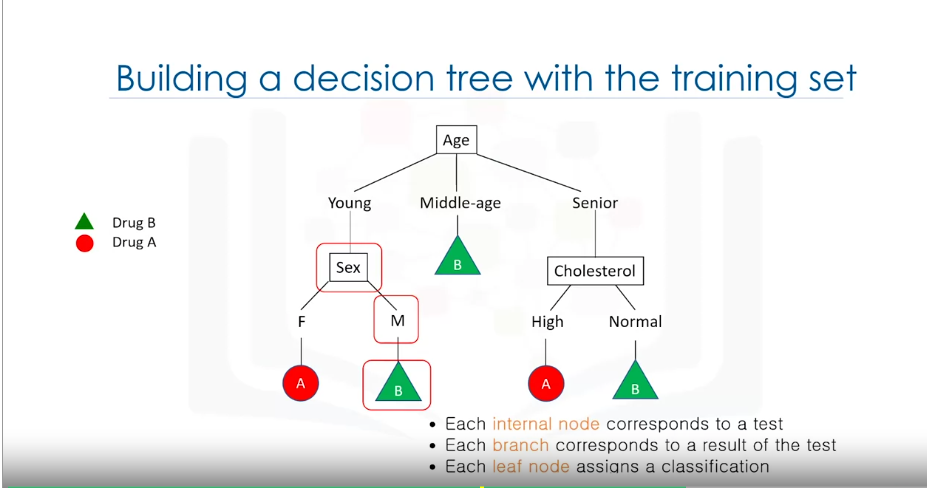 Building a decision tree with the training set
Age
Young Middle-age Senior
Drug B
Drug A
Sex
B
Cholesterol
F M High Normal
A B A B
• Each internal node corresponds to a test
• Each branch corresponds to a result of the test
• Each leaf node assigns a classification